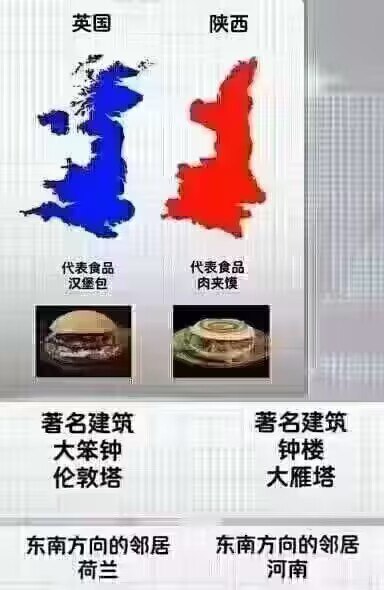 英国
陕西
代表食品
汉堡包
代表食品
肉夹馍
著名建筑
大笨钟
伦敦塔
著名建筑
钟楼
大雁塔
东南方向的邻居
荷兰
东南方向的邻居
河南